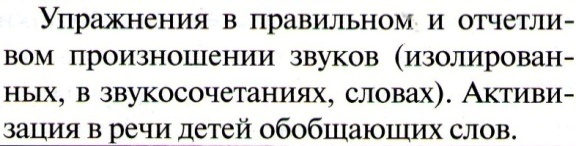 Упражнения в правильном и отчетли-
вом произношении звуков (изолирован-
ных, в звукосочетаниях, словах). Активи-
зация в речи детей обобщающих слов.